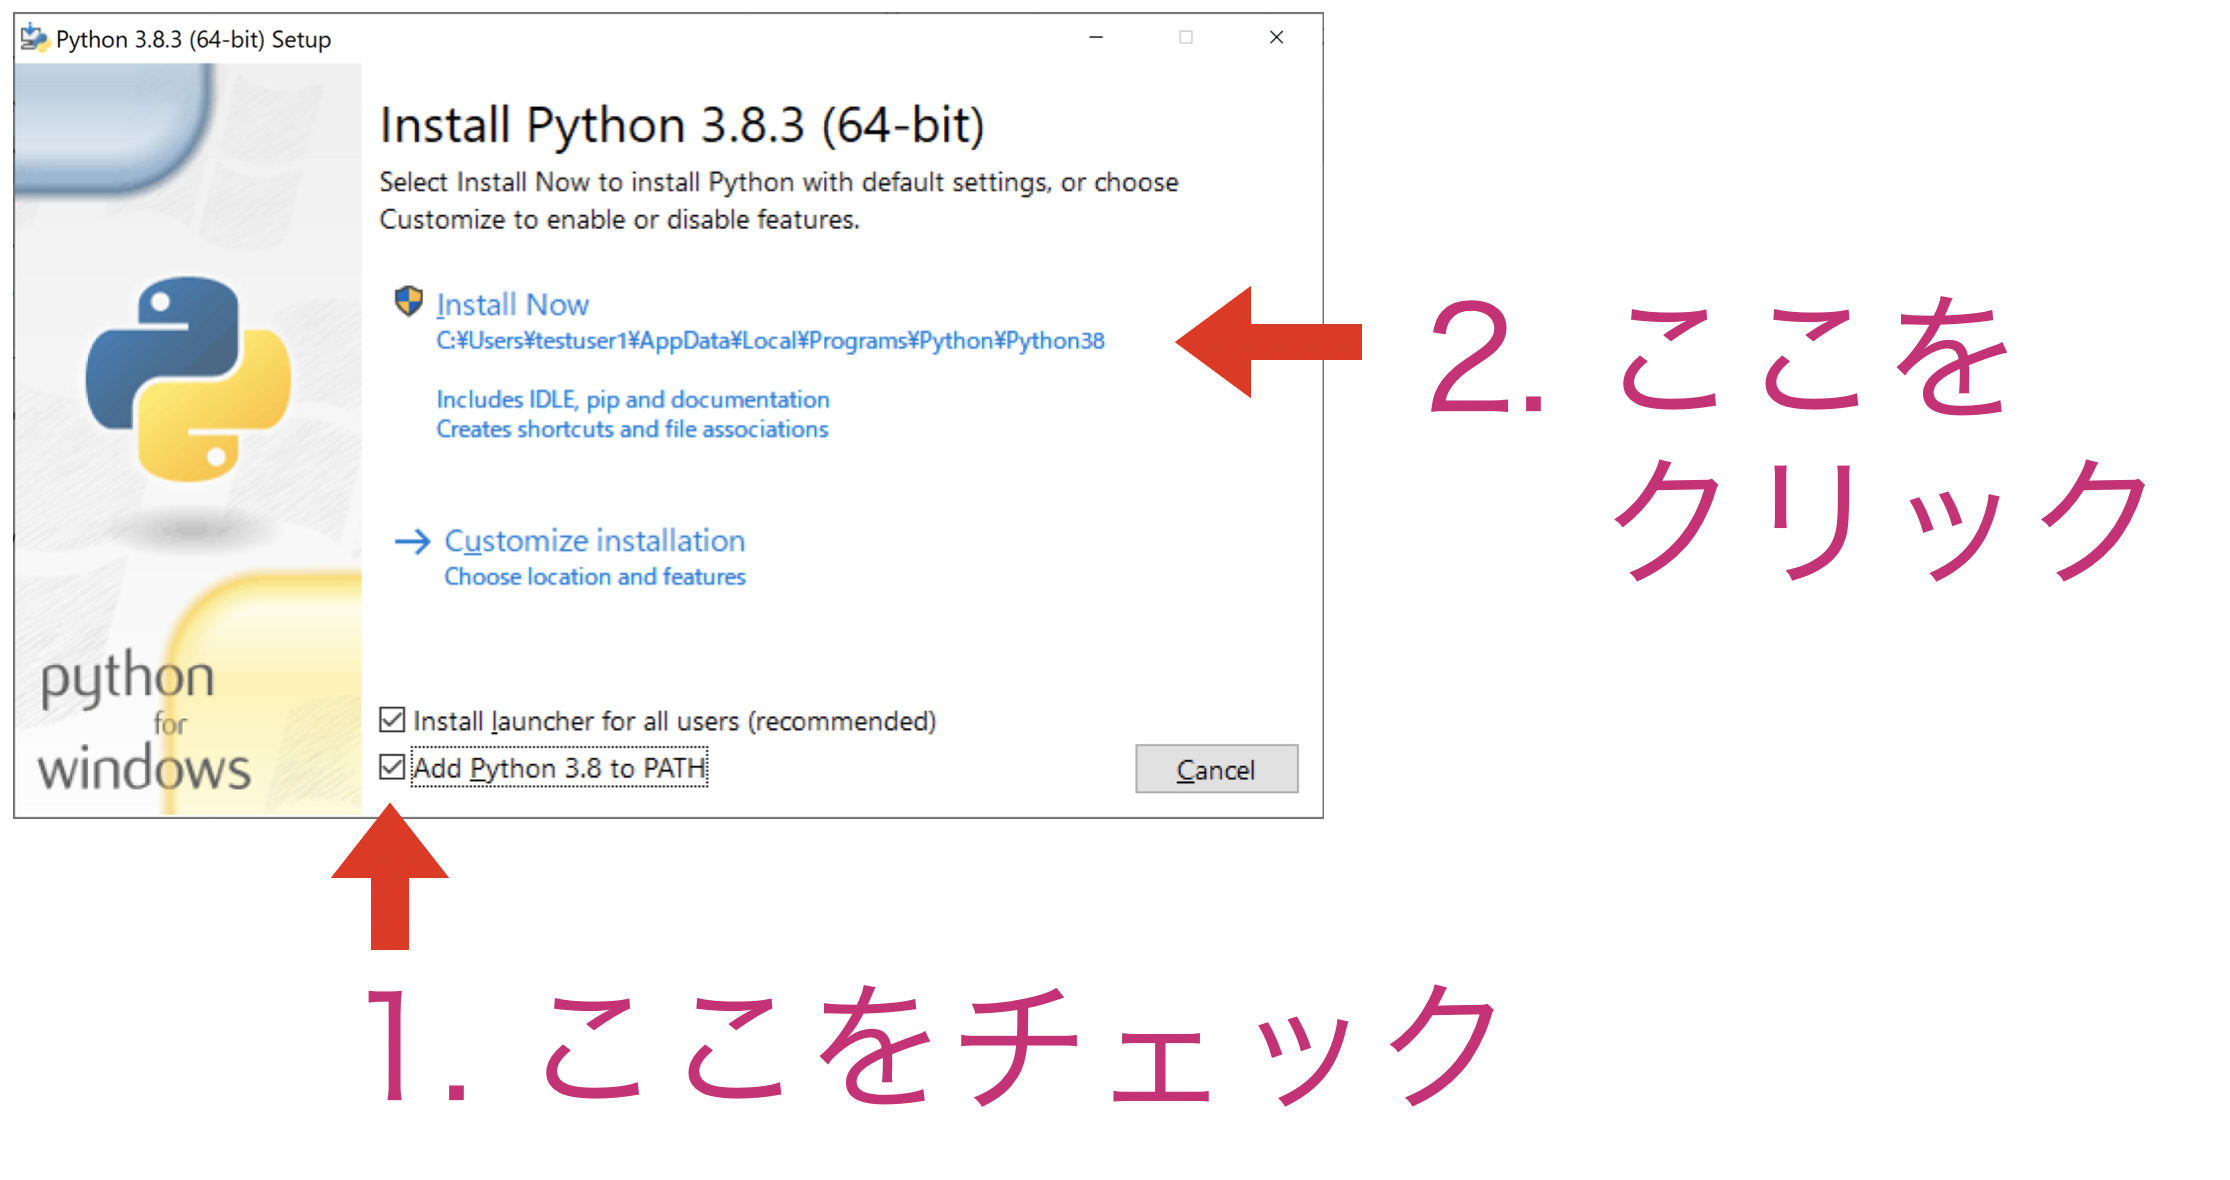 Python 3.8.3 (64-bit) Setup
Install Python 3.8.3 (64-bit)
Select Install Now to install Python with default settings, or choose
Customize to enable or disable features.
Install Now
C:¥Users¥testuser1¥AppData¥Local¥Programs¥Python¥Python38
Includes IDLE, pip and documentation
Creates shortcuts and file associations
2. ここを
クリック
Customize installation
Choose location and features
python
for
windows
Install launcher for all users (recommended)
Add Python 3.8 to PATH
Cancel
1. ここをチェック